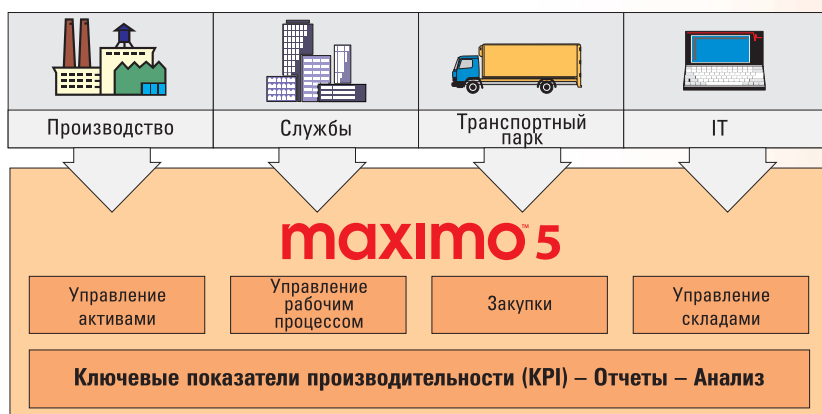 Производство
Службы
Транспортный
парк
IT
maximo™ 5
Управление
активами
Управление
рабочим
процессом
Закупки
Управление
складами
Ключевые показатели производительности (KPI) – Отчеты – Анализ